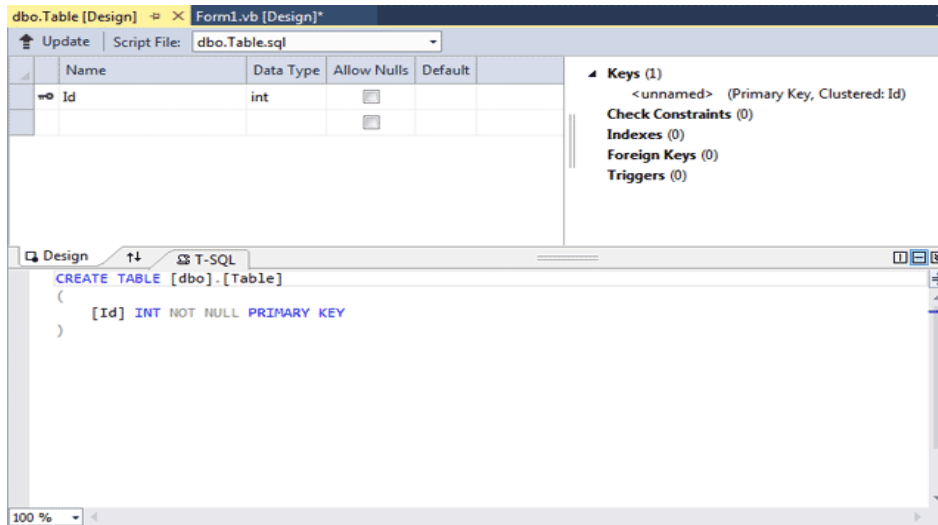 dbo.Table [Design] Form1.vb [Design]*
Update Script File: dbo.Table.sql
Name Data Type Allow Nulls Default
Id int
Keys (1)
<unnamed> (Primary Key, Clustered: Id)
Check Constraints (0)
Indexes (0)
Foreign Keys (0)
Triggers (0)
Design T-SQL
CREATE TABLE [dbo].[Table]
(
[Id] INT NOT NULL PRIMARY KEY
)
100 %